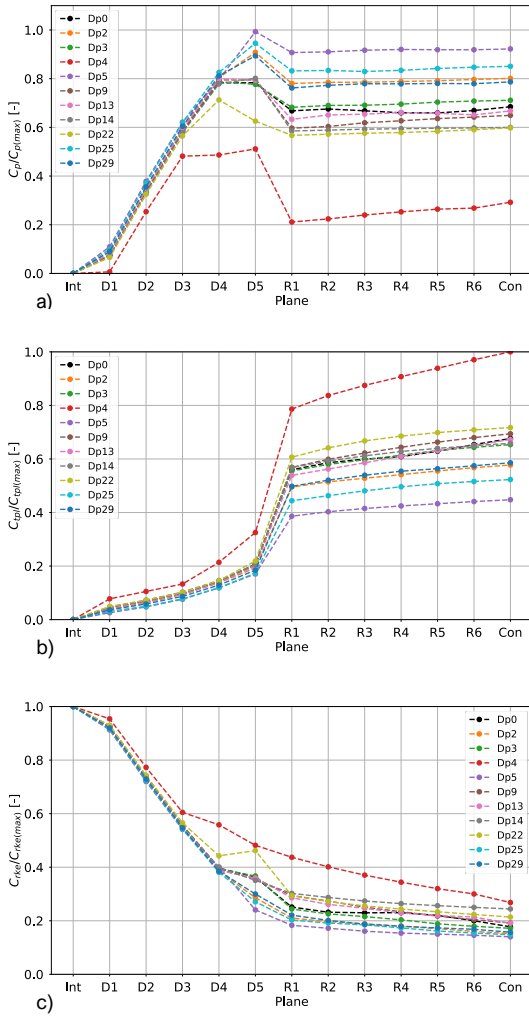 1.0
0.8
0.6
0.4
0.2
0.0
C_p/C_p(max) [-]
Dp0
Dp2
Dp3
Dp4
Dp5
Dp9
Dp13
Dp14
Dp22
Dp25
Dp29
Int D1 D2 D3 D4 D5 R1 R2 R3 R4 R5 R6 Con
Plane
a)
1.0
0.8
0.6
0.4
0.2
0.0
C_tpl/C_tpl(max) [-]
Dp0
Dp2
Dp3
Dp4
Dp5
Dp9
Dp13
Dp14
Dp22
Dp25
Dp29
Int D1 D2 D3 D4 D5 R1 R2 R3 R4 R5 R6 Con
Plane
b)
1.0
0.8
0.6
0.4
0.2
0.0
C_rke/C_rke(max) [-]
Dp0
Dp2
Dp3
Dp4
Dp5
Dp9
Dp13
Dp14
Dp22
Dp25
Dp29
Int D1 D2 D3 D4 D5 R1 R2 R3 R4 R5 R6 Con
Plane
c)